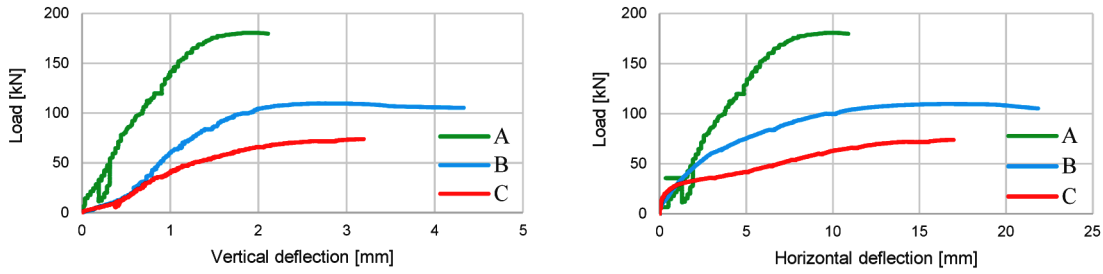 Load [kN]
200
150
100
50
0
A
B
C
0 1 2 3 4 5
Vertical deflection [mm]
Load [kN]
200
150
100
50
0
A
B
C
0 5 10 15 20 25
Horizontal deflection [mm]